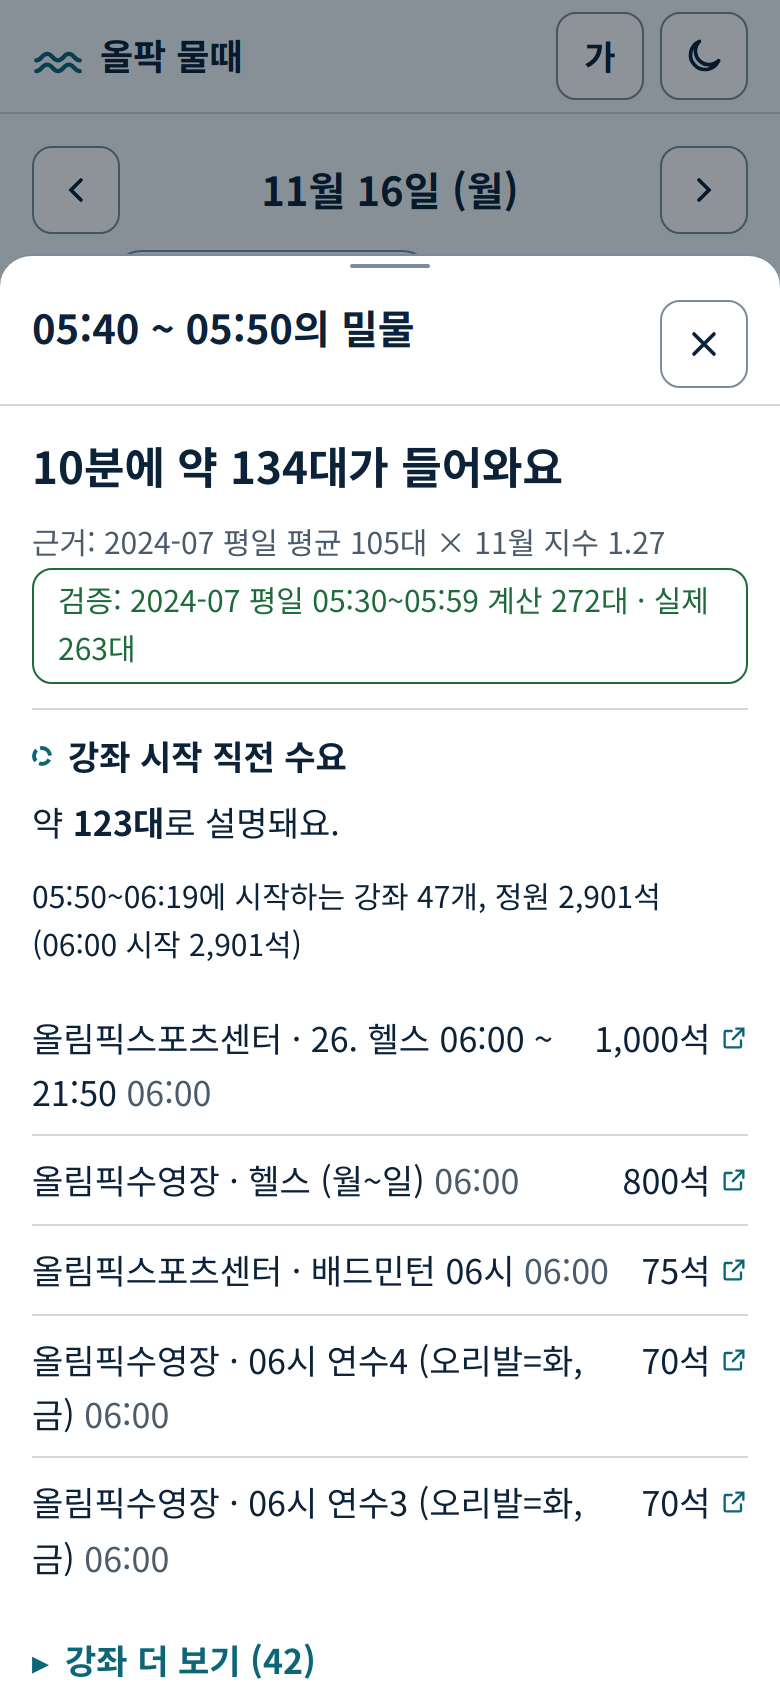 올팍 물때
가
11월 16일 (월)
05:40 ~ 05:50의 밀물
10분에 약 134대가 들어와요
근거: 2024-07 평일 평균 105대 × 11월 지수 1.27
검증: 2024-07 평일 05:30~05:59 계산 272대 · 실제
263대
강좌 시작 직전 수요
약 123대로 설명돼요.
05:50~06:19에 시작하는 강좌 47개, 정원 2,901석
(06:00 시작 2,901석)
올림픽스포츠센터 · 26. 헬스 06:00 ~ 1,000석
21:50 06:00
올림픽수영장 · 헬스 (월~일) 06:00 800석
올림픽스포츠센터 · 배드민턴 06시 06:00 75석
올림픽수영장 · 06시 연수4 (오리발=화, 70석
금) 06:00
올림픽수영장 · 06시 연수3 (오리발=화, 70석
금) 06:00
▸ 강좌 더 보기 (42)